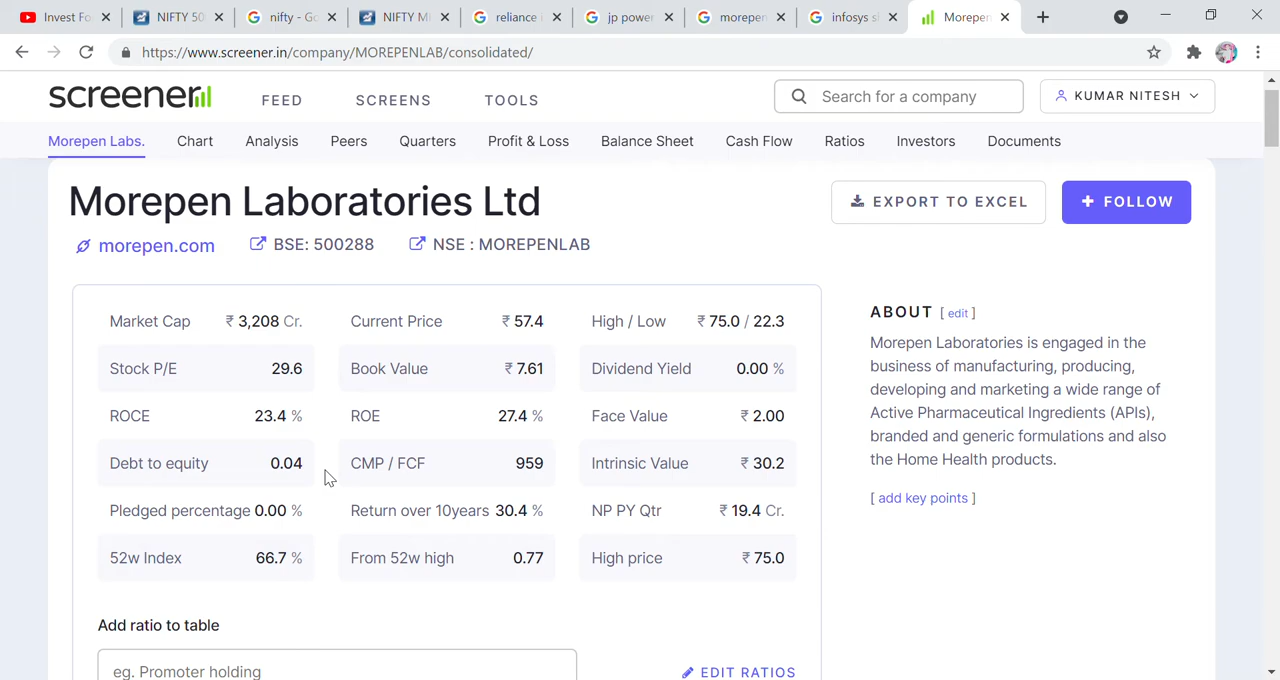 Invest Fo
NIFTY 50
nifty - Go
NIFTY M
reliance
jp power
morepen
infosys s
Morepen
https://www.screener.in/company/MOREPENLAB/consolidated/
screener
FEED
SCREENS
TOOLS
Search for a company
KUMAR NITESH
Morepen Labs.
Chart
Analysis
Peers
Quarters
Profit & Loss
Balance Sheet
Cash Flow
Ratios
Investors
Documents
Morepen Laboratories Ltd
EXPORT TO EXCEL
+ FOLLOW
morepen.com
BSE: 500288
NSE : MOREPENLAB
Market Cap ₹ 3,208 Cr.
Current Price ₹ 57.4
High / Low ₹ 75.0 / 22.3
Stock P/E 29.6
Book Value ₹ 7.61
Dividend Yield 0.00 %
ROCE 23.4 %
ROE 27.4 %
Face Value ₹ 2.00
Debt to equity 0.04
CMP / FCF 959
Intrinsic Value ₹ 30.2
Pledged percentage 0.00 %
Return over 10years 30.4 %
NP PY Qtr ₹ 19.4 Cr.
52w Index 66.7 %
From 52w high 0.77
High price ₹ 75.0
Add ratio to table
eg. Promoter holding
EDIT RATIOS
ABOUT [ edit ]
Morepen Laboratories is engaged in the
business of manufacturing, producing,
developing and marketing a wide range of
Active Pharmaceutical Ingredients (APIs),
branded and generic formulations and also
the Home Health products.
[ add key points ]